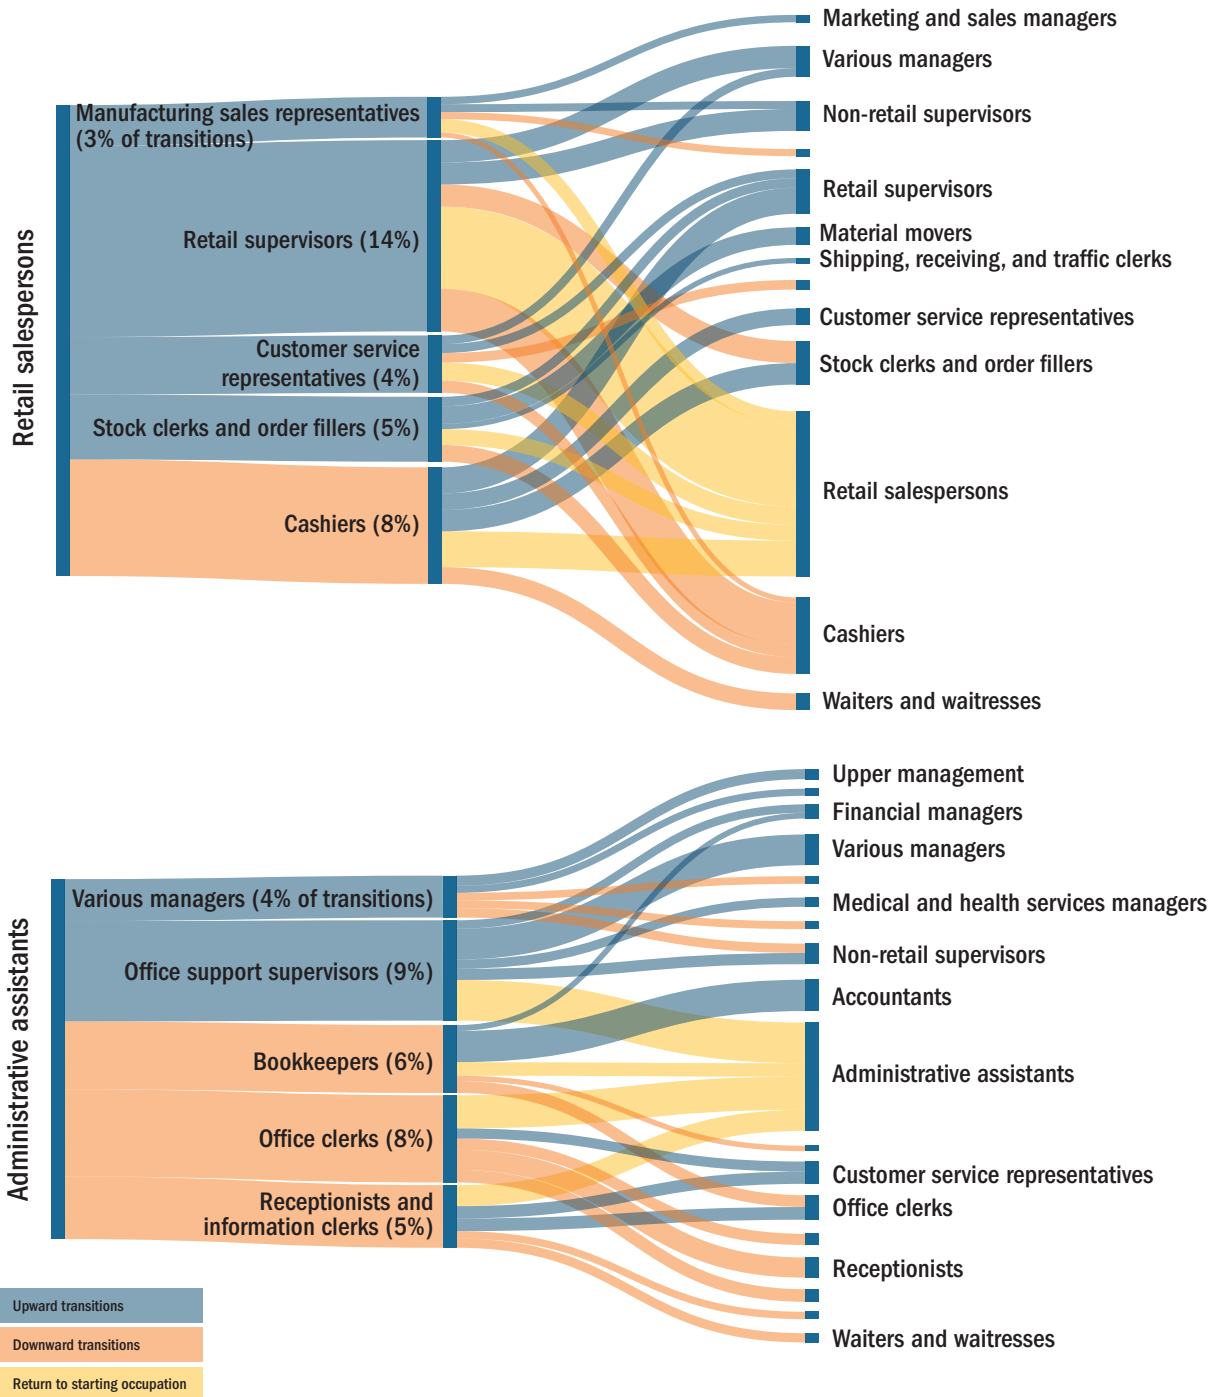 Retail salespersons
Manufacturing sales representatives
(3% of transitions)
Retail supervisors (14%)
Customer service
representatives (4%)
Stock clerks and order fillers (5%)
Cashiers (8%)
Marketing and sales managers
Various managers
Non-retail supervisors
Retail supervisors
Material movers
Shipping, receiving, and traffic clerks
Customer service representatives
Stock clerks and order fillers
Retail salespersons
Cashiers
Waiters and waitresses
Administrative assistants
Various managers (4% of transitions)
Office support supervisors (9%)
Bookkeepers (6%)
Office clerks (8%)
Receptionists and
information clerks (5%)
Upper management
Financial managers
Various managers
Medical and health services managers
Non-retail supervisors
Accountants
Administrative assistants
Customer service representatives
Office clerks
Receptionists
Waiters and waitresses
Upward transitions
Downward transitions
Return to starting occupation